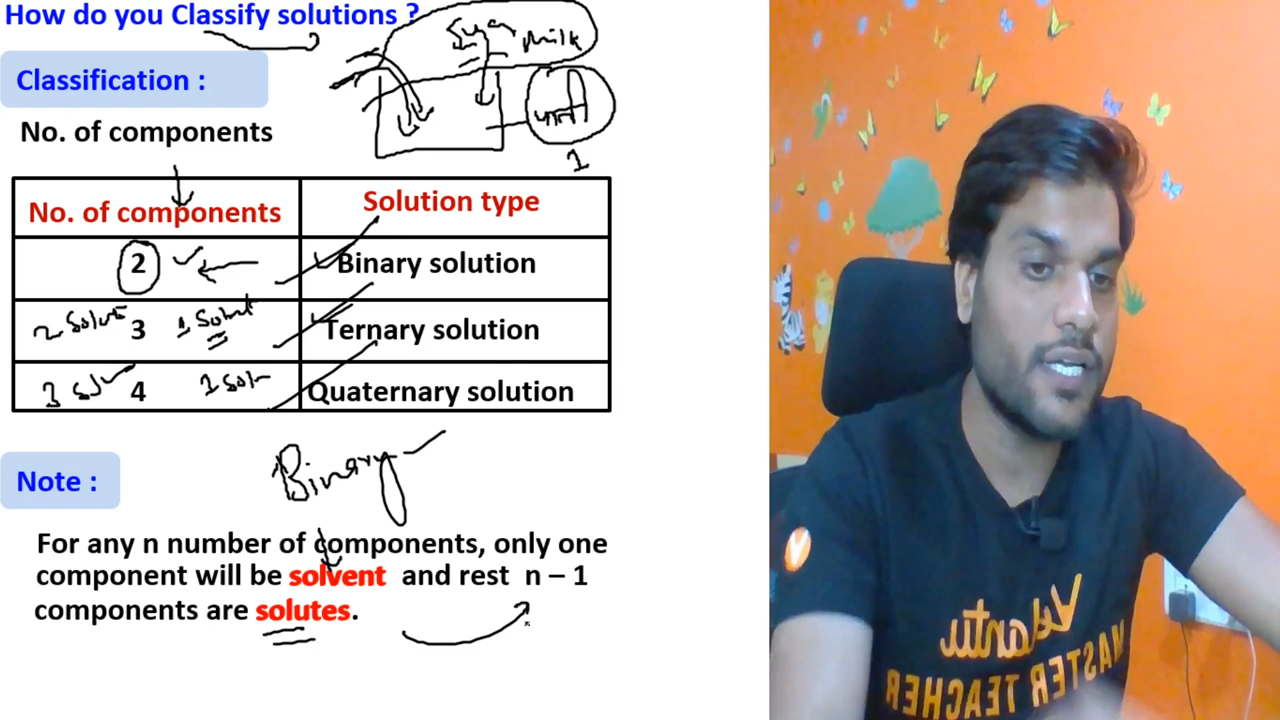 How do you Classify solutions ?
milk
Classification :
No. of components
1
No. of components Solution type
2 Binary solution
2 Solute 3 1 Solvent Ternary solution
3 4 1 Quaternary solution
Binary
Note :
For any n number of components, only one
component will be solvent and rest n – 1
components are solutes.
Vedantu
MASTER TEACHER